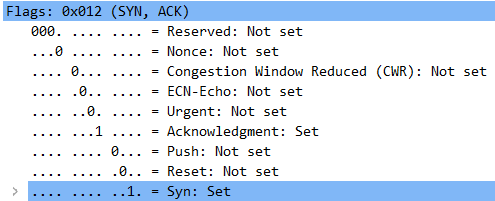 Flags: 0x012 (SYN, ACK)
000. .... .... = Reserved: Not set
...0 .... .... = Nonce: Not set
.... 0... .... = Congestion Window Reduced (CWR): Not set
.... .0.. .... = ECN-Echo: Not set
.... ..0. .... = Urgent: Not set
.... ...1 .... = Acknowledgment: Set
.... .... 0... = Push: Not set
.... .... .0.. = Reset: Not set
.... .... ..1. = Syn: Set